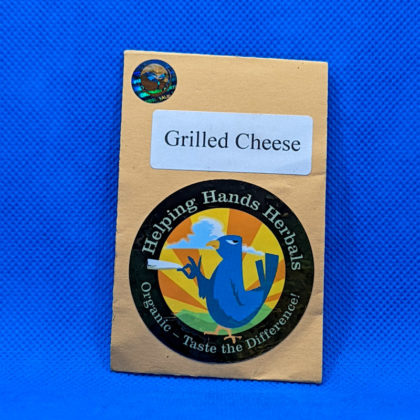 Grilled Cheese
Helping Hands Herbals
Organic – Taste the Difference!